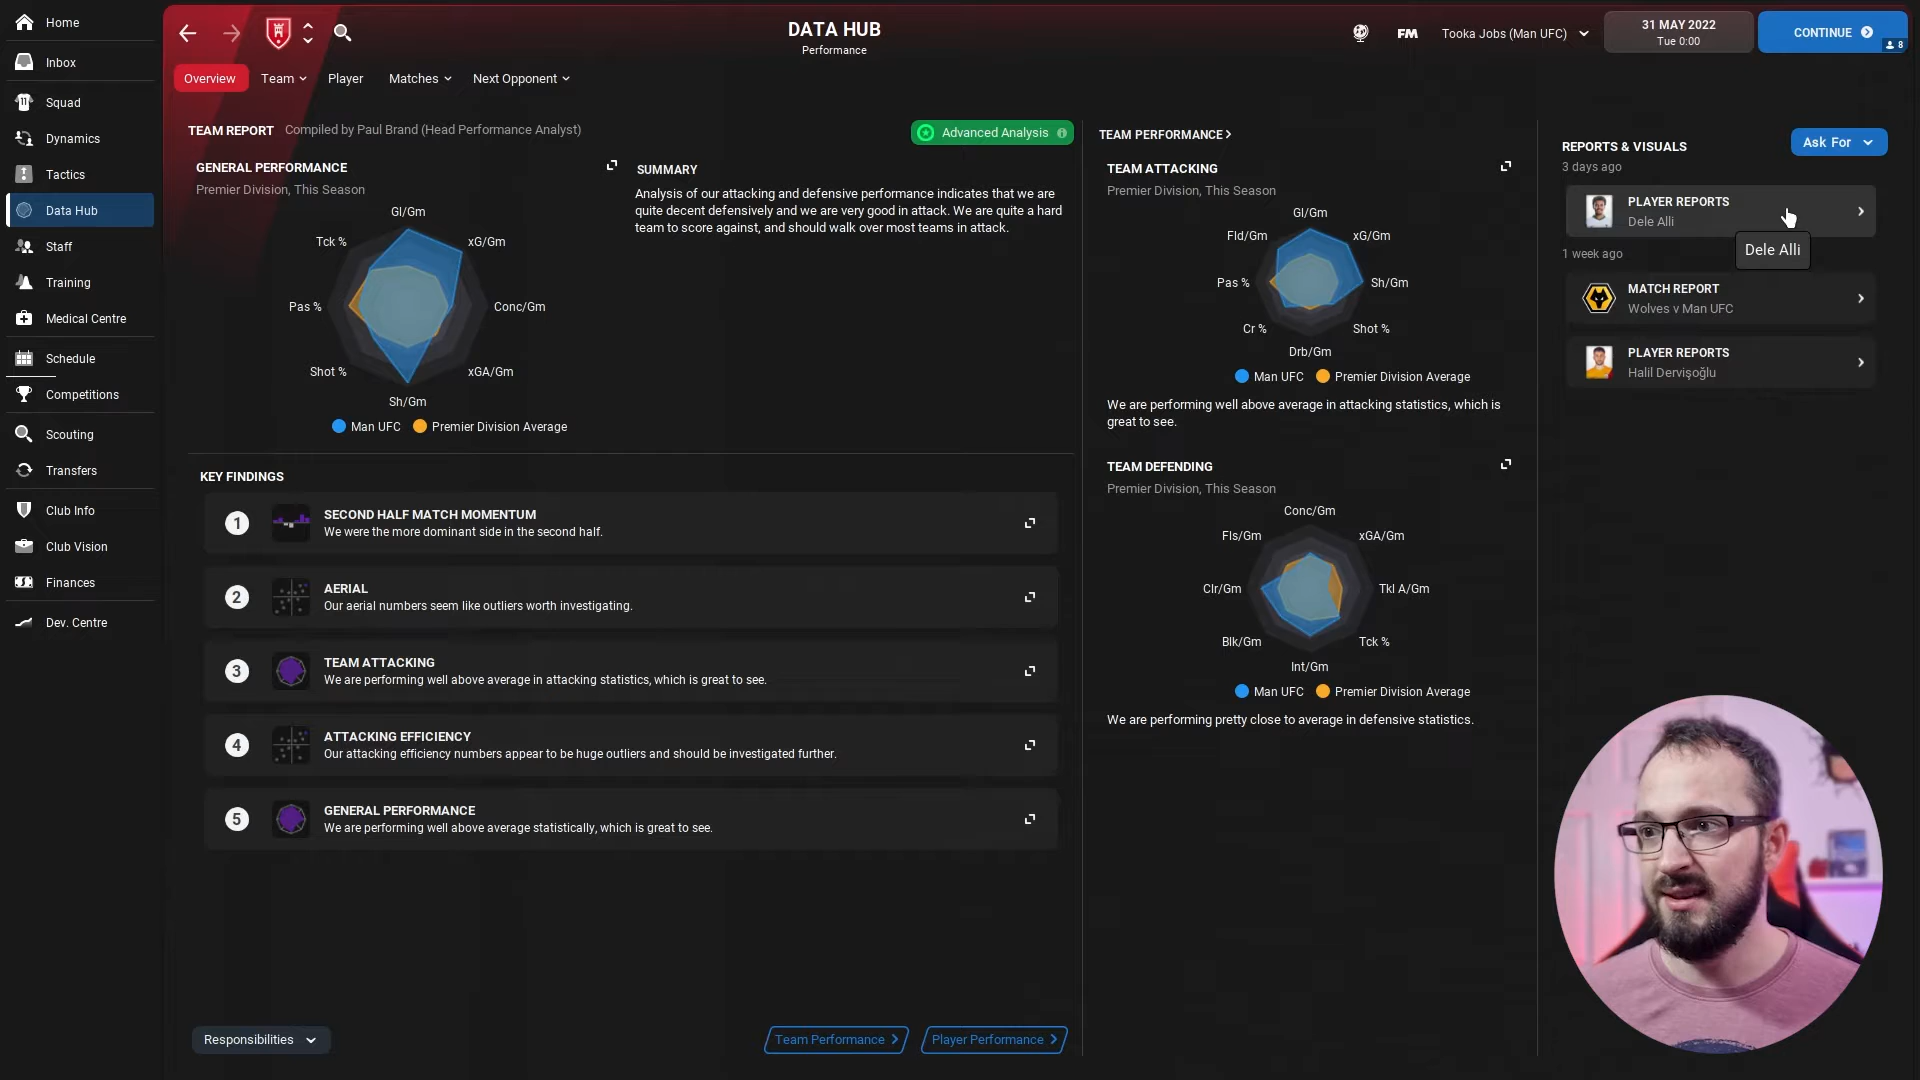 Home
Inbox
Squad
Dynamics
Tactics
Data Hub
Staff
Training
Medical Centre
Schedule
Competitions
Scouting
Transfers
Club Info
Club Vision
Finances
Dev. Centre
DATA HUB
Performance
FM
Tooka Jobs (Man UFC)
31 MAY 2022
Tue 0:00
CONTINUE
8
Overview
Team
Player
Matches
Next Opponent
TEAM REPORT Compiled by Paul Brand (Head Performance Analyst)
Advanced Analysis
GENERAL PERFORMANCE
Premier Division, This Season
Gl/Gm
xG/Gm
Conc/Gm
xGA/Gm
Sh/Gm
Shot %
Pas %
Tck %
Man UFC Premier Division Average
SUMMARY
Analysis of our attacking and defensive performance indicates that we are
quite decent defensively and we are very good in attack. We are quite a hard
team to score against, and should walk over most teams in attack.
KEY FINDINGS
1
SECOND HALF MATCH MOMENTUM
We were the more dominant side in the second half.
2
AERIAL
Our aerial numbers seem like outliers worth investigating.
3
TEAM ATTACKING
We are performing well above average in attacking statistics, which is great to see.
4
ATTACKING EFFICIENCY
Our attacking efficiency numbers appear to be huge outliers and should be investigated further.
5
GENERAL PERFORMANCE
We are performing well above average statistically, which is great to see.
Responsibilities
Team Performance
Player Performance
TEAM PERFORMANCE
TEAM ATTACKING
Premier Division, This Season
Gl/Gm
xG/Gm
Sh/Gm
Shot %
Drb/Gm
Cr %
Pas %
Fld/Gm
Man UFC Premier Division Average
We are performing well above average in attacking statistics, which is
great to see.
TEAM DEFENDING
Premier Division, This Season
Conc/Gm
xGA/Gm
Tkl A/Gm
Tck %
Int/Gm
Blk/Gm
Clr/Gm
Fls/Gm
Man UFC Premier Division Average
We are performing pretty close to average in defensive statistics.
REPORTS & VISUALS
Ask For
3 days ago
PLAYER REPORTS
Dele Alli
Dele Alli
1 week ago
MATCH REPORT
Wolves v Man UFC
PLAYER REPORTS
Halil Dervişoğlu